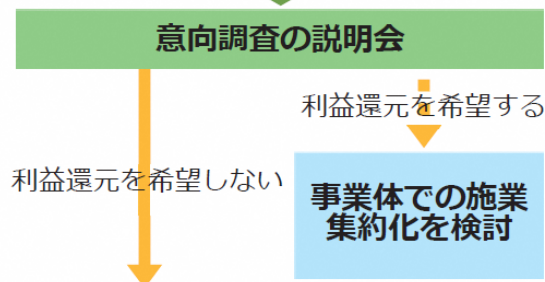 意向調査の説明会
利益還元を希望する
利益還元を希望しない
事業体での施業
集約化を検討